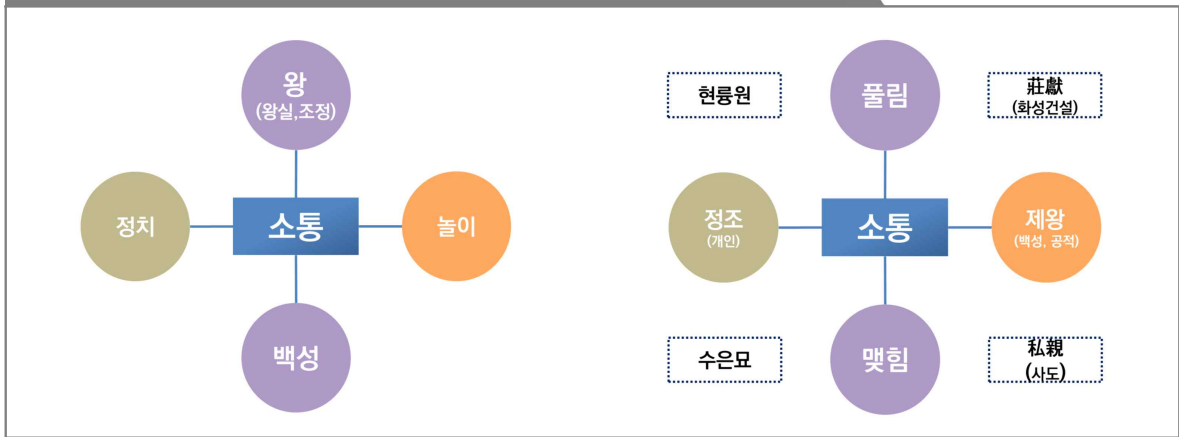 왕
(왕실,조정)
정치
소통
놀이
백성
현륭원
풀림
莊獻
(화성건설)
정조
(개인)
소통
제왕
(백성, 공적)
수은묘
맺힘
私親
(사도)